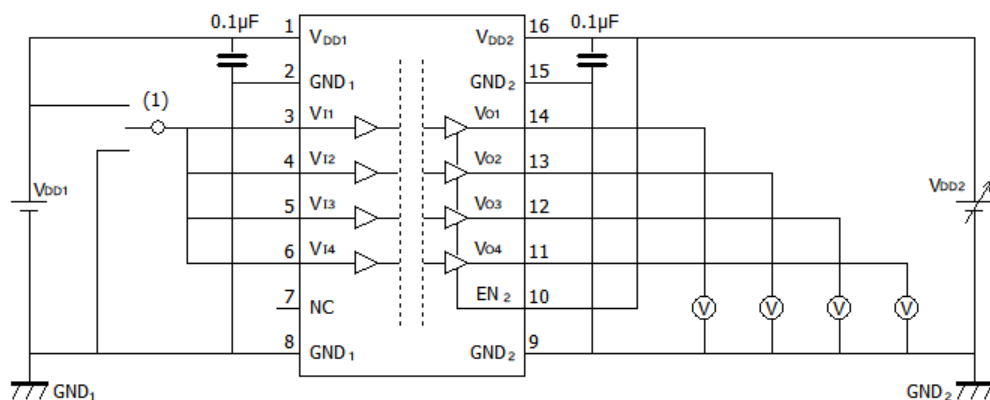 0.1μF 1 16 0.1μF
VDD1 VDD2
2 GND1 GND2 15
(1) 3 VI1 VO1 14
4 VI2 VO2 13
VDD1 5 VI3 VO3 12 VDD2
6 VI4 VO4 11
7 NC EN2 10 V V V V
8 GND1 GND2 9
GND1 GND2